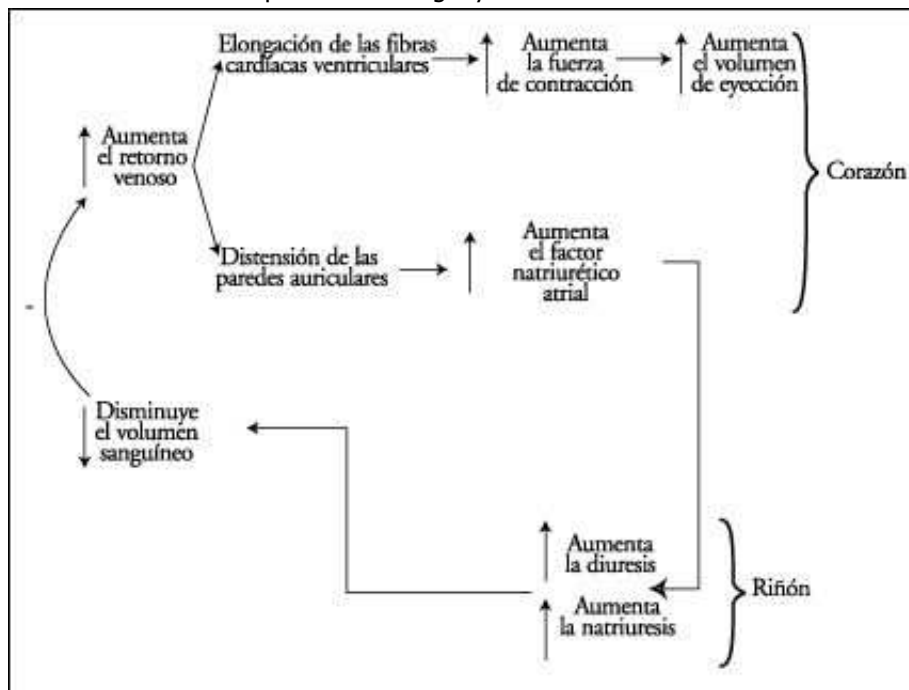 Elongación de las fibras
cardíacas ventriculares
Aumenta
la fuerza
de contracción
Aumenta
el volumen
de eyección
Aumenta
el retorno
venoso
Corazón
Distensión de las
paredes auriculares
Aumenta
el factor
natriurético
atrial
-
Disminuye
el volumen
sanguíneo
Aumenta
la diuresis
Aumenta
la natriuresis
Riñón